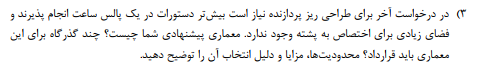 ۳) در درخواست آخر برای طراحی ریز پردازنده نیاز است بیش‌تر دستورات در یک پالس ساعت انجام پذیرند و
فضای زیادی برای اختصاص به پشته وجود ندارد. معماری پیشنهادی شما چیست؟ چند گذرگاه برای این
معماری باید قرارداد؟ محدودیت‌ها، مزایا و دلیل انتخاب آن را توضیح دهید.